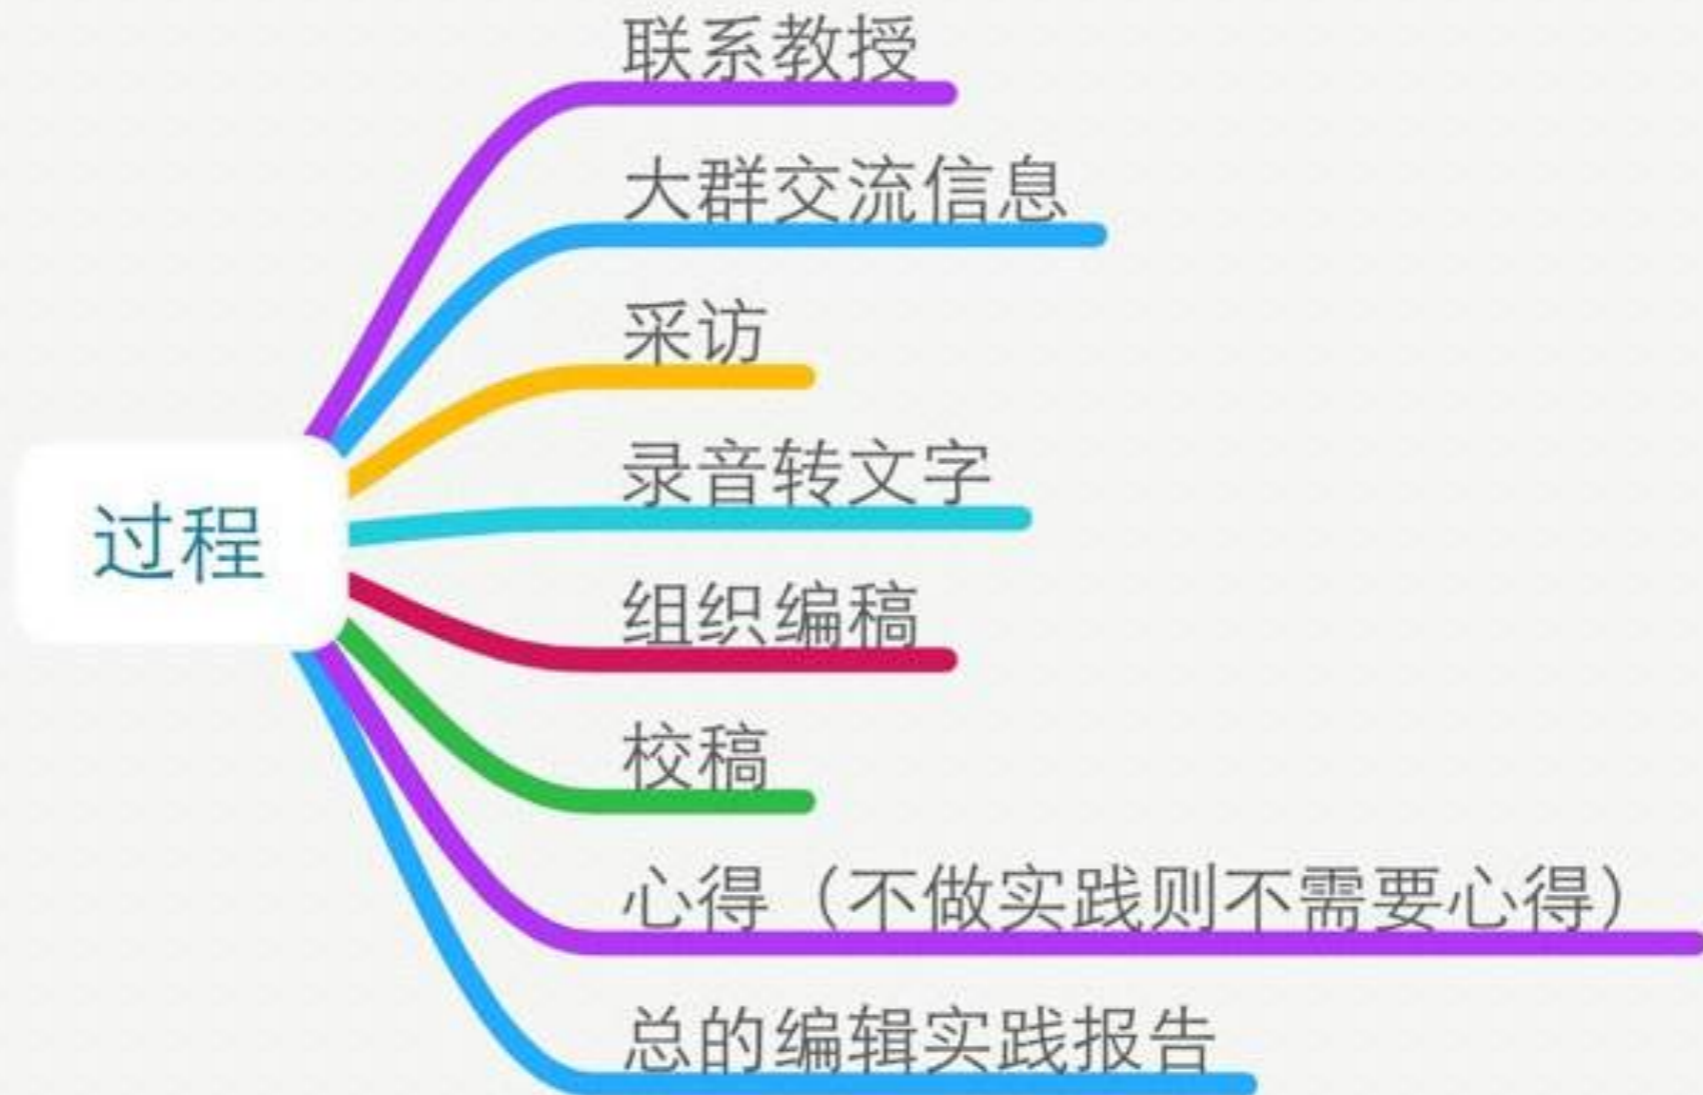 联系教授
大群交流信息
采访
录音转文字
过程
组织编稿
校稿
心得（不做实践则不需要心得）
总的编辑实践报告